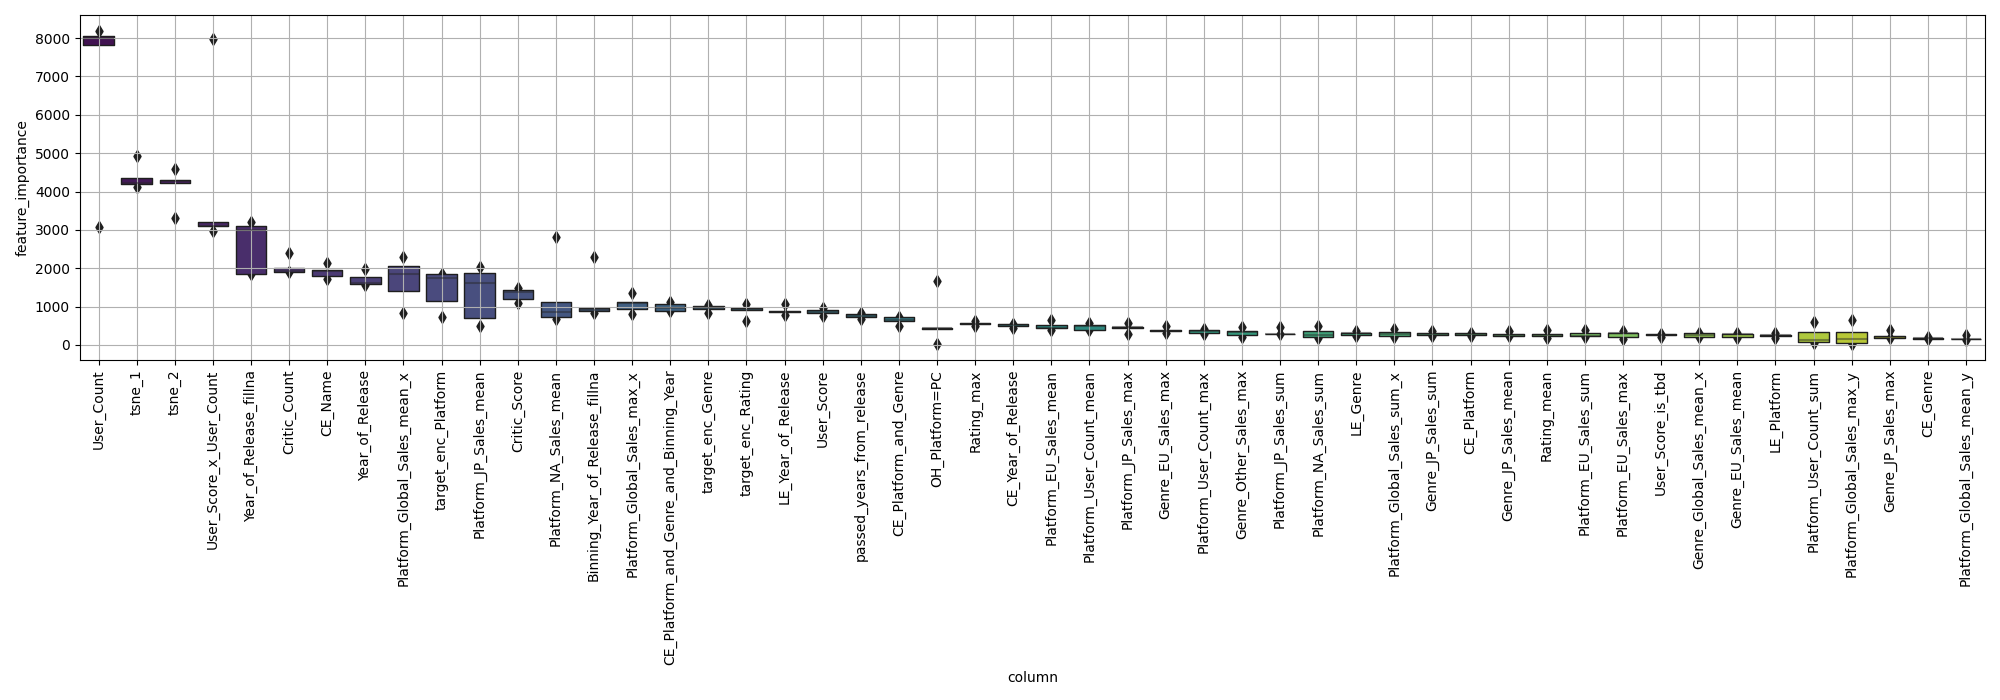 feature_importance
8000
7000
6000
5000
4000
3000
2000
1000
0
User_Count
tsne_1
tsne_2
User_Score_x_User_Count
Year_of_Release_fillna
Critic_Count
CE_Name
Year_of_Release
Platform_Global_Sales_mean_x
target_enc_Platform
Platform_JP_Sales_mean
Critic_Score
Platform_NA_Sales_mean
Binning_Year_of_Release_fillna
Platform_Global_Sales_max_x
CE_Platform_and_Genre_and_Binning_Year
target_enc_Genre
target_enc_Rating
LE_Year_of_Release
User_Score
passed_years_from_release
CE_Platform_and_Genre
OH_Platform=PC
Rating_max
CE_Year_of_Release
Platform_EU_Sales_mean
Platform_User_Count_mean
Platform_JP_Sales_max
Genre_EU_Sales_max
Platform_User_Count_max
Genre_Other_Sales_max
Platform_JP_Sales_sum
Platform_NA_Sales_sum
LE_Genre
Platform_Global_Sales_sum_x
Genre_JP_Sales_sum
CE_Platform
Genre_JP_Sales_mean
Rating_mean
Platform_EU_Sales_sum
Platform_EU_Sales_max
User_Score_is_tbd
Genre_Global_Sales_mean_x
Genre_EU_Sales_mean
LE_Platform
Platform_User_Count_sum
Platform_Global_Sales_max_y
Genre_JP_Sales_max
CE_Genre
Platform_Global_Sales_mean_y
column